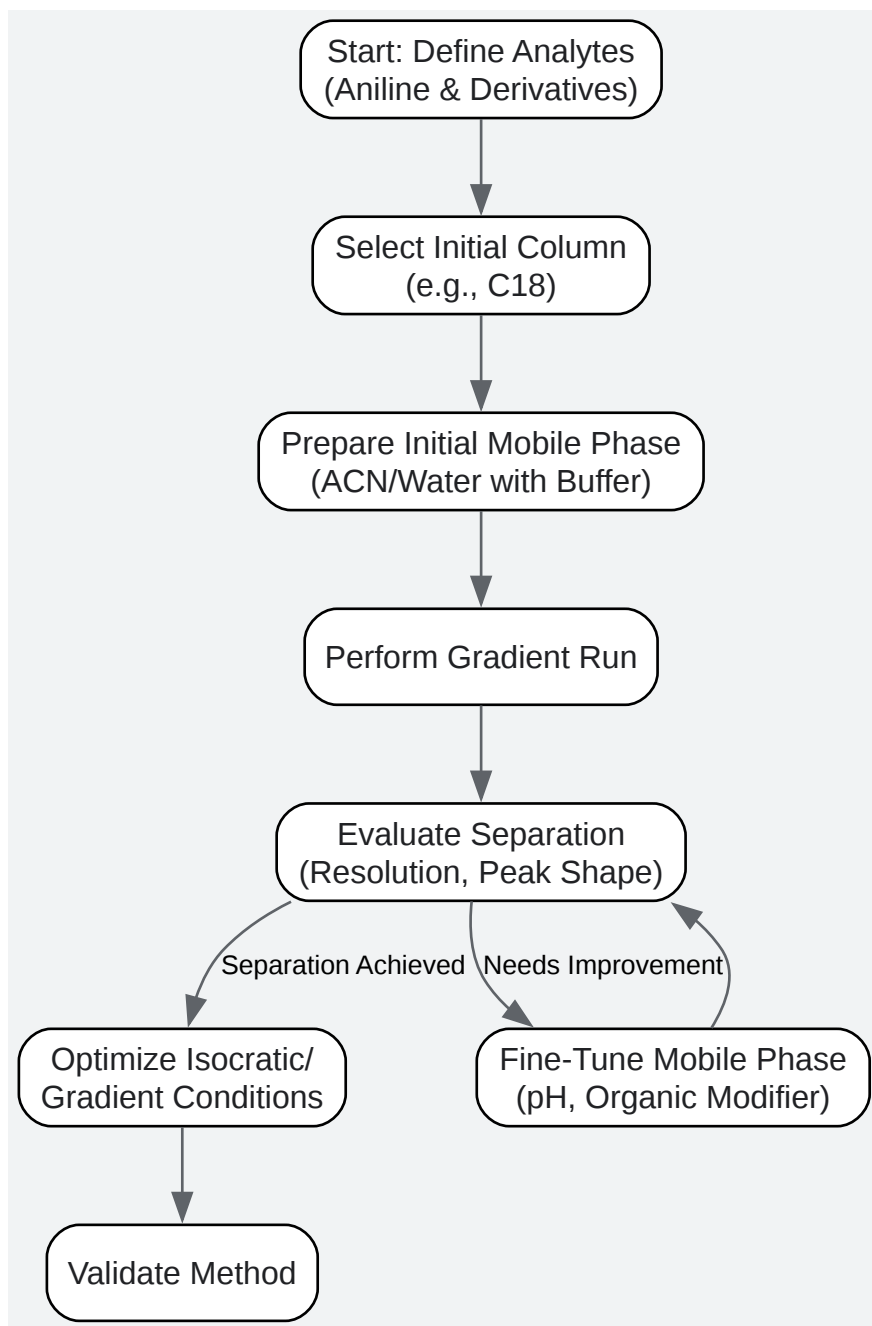 Start: Define Analytes
(Aniline & Derivatives)
Select Initial Column
(e.g., C18)
Prepare Initial Mobile Phase
(ACN/Water with Buffer)
Perform Gradient Run
Evaluate Separation
(Resolution, Peak Shape)
Separation Achieved
Needs Improvement
Optimize Isocratic/
Gradient Conditions
Fine-Tune Mobile Phase
(pH, Organic Modifier)
Validate Method